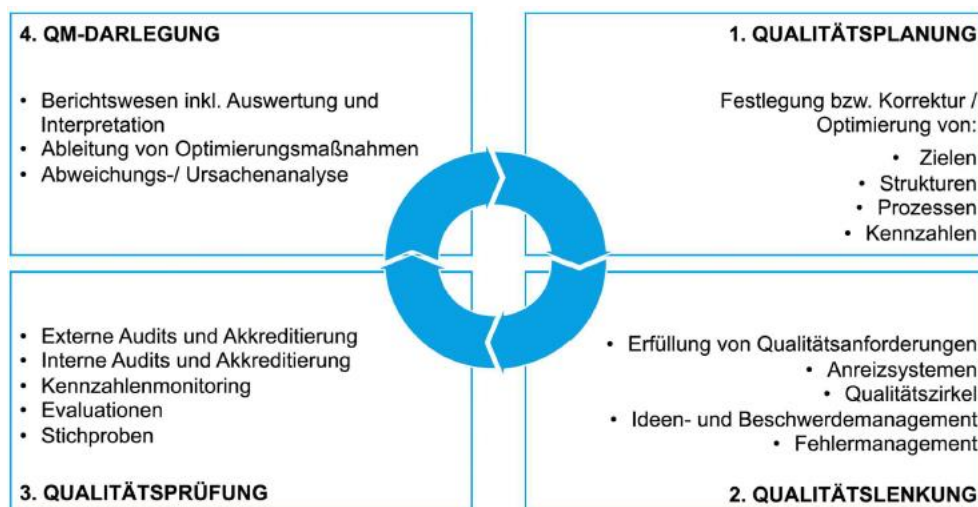 4. QM-DARLEGUNG
• Berichtswesen inkl. Auswertung und
Interpretation
• Ableitung von Optimierungsmaßnahmen
• Abweichungs-/ Ursachenanalyse
1. QUALITÄTSPLANUNG
Festlegung bzw. Korrektur /
Optimierung von:
• Zielen
• Strukturen
• Prozessen
• Kennzahlen
• Externe Audits und Akkreditierung
• Interne Audits und Akkreditierung
• Kennzahlenmonitoring
• Evaluationen
• Stichproben
3. QUALITÄTSPRÜFUNG
• Erfüllung von Qualitätsanforderungen
• Anreizsystemen
• Qualitätszirkel
• Ideen- und Beschwerdemanagement
• Fehlermanagement
2. QUALITÄTSLENKUNG